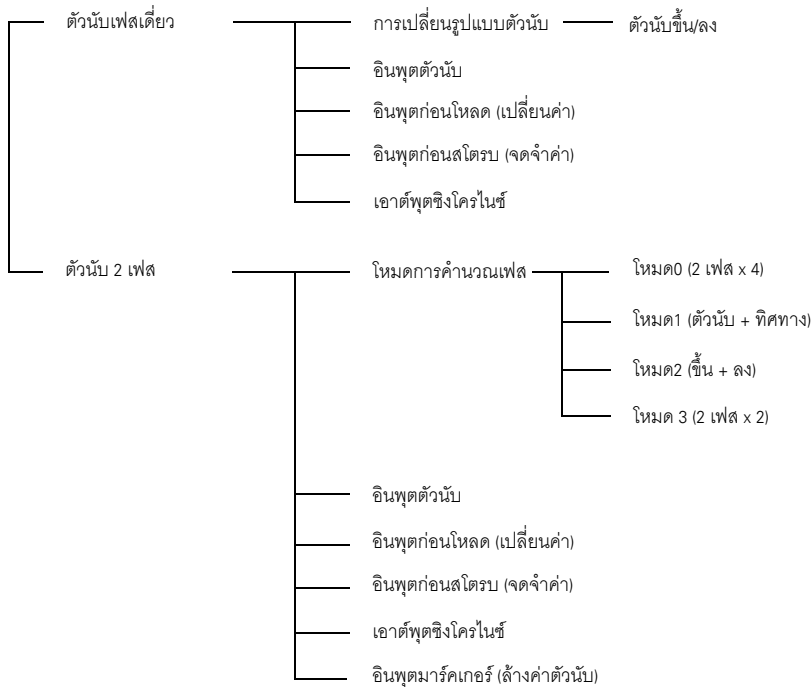 ตัวนับเฟสเดี่ยว
การเปลี่ยนรูปแบบตัวนับ
ตัวนับขึ้น/ลง
อินพุตตัวนับ
อินพุตก่อนโหลด (เปลี่ยนค่า)
อินพุตก่อนสโตรบ (จดจำค่า)
เอาต์พุตซิงโครไนซ์
ตัวนับ 2 เฟส
โหมดการคำนวณเฟส
โหมด0 (2 เฟส x 4)
โหมด1 (ตัวนับ + ทิศทาง)
โหมด2 (ขึ้น + ลง)
โหมด 3 (2 เฟส x 2)
อินพุตตัวนับ
อินพุตก่อนโหลด (เปลี่ยนค่า)
อินพุตก่อนสโตรบ (จดจำค่า)
เอาต์พุตซิงโครไนซ์
อินพุตมาร์คเกอร์ (ล้างค่าตัวนับ)